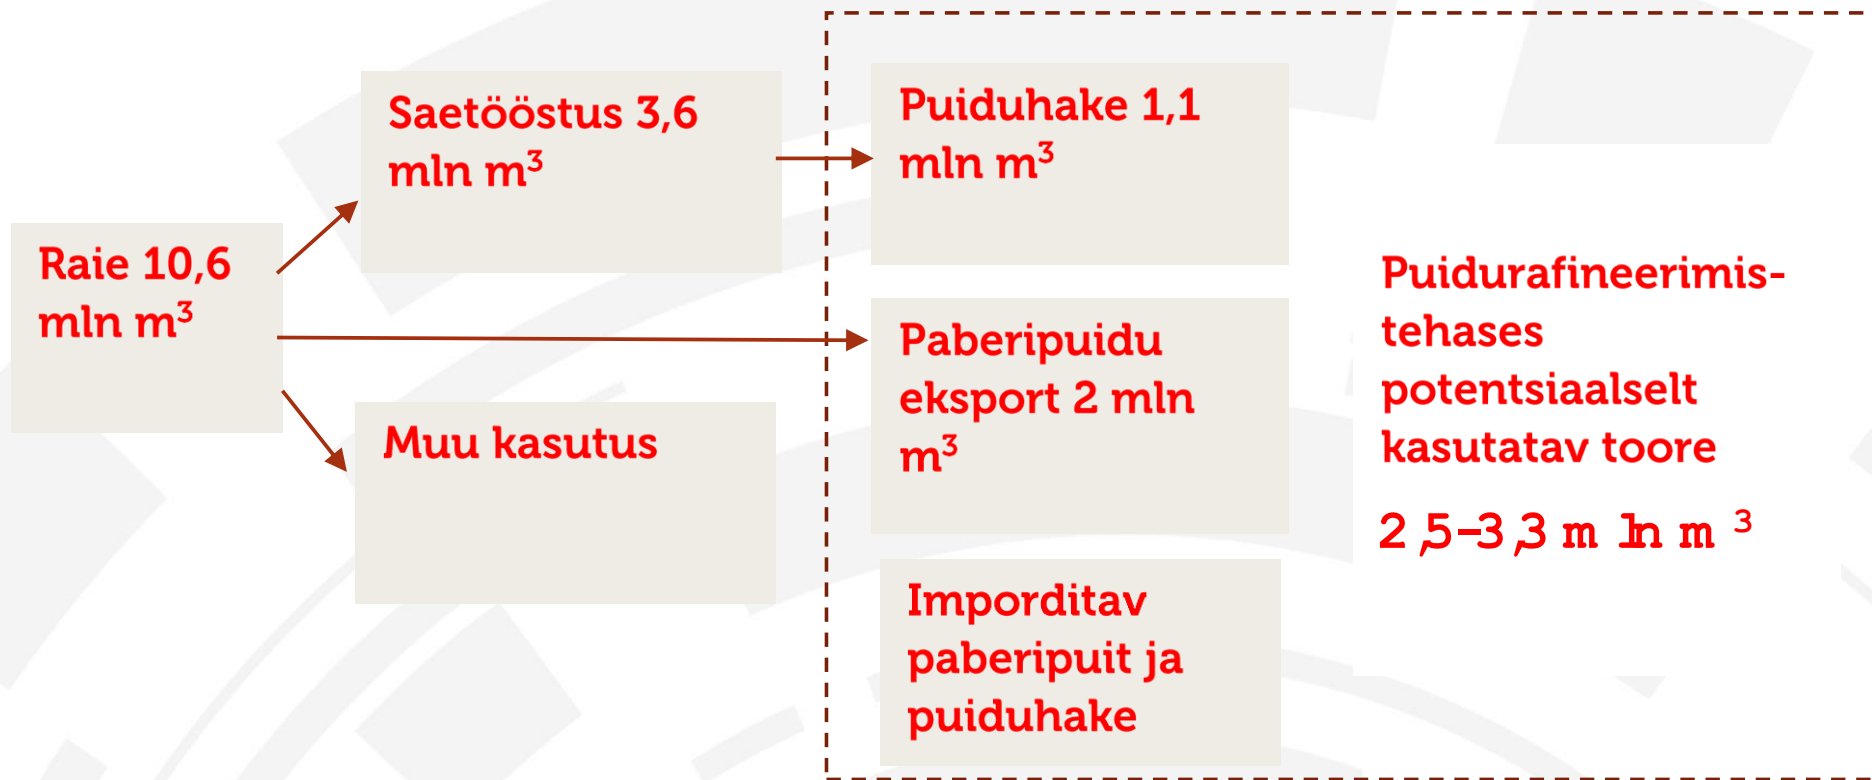 Raie 10,6
mln m³
Saetööstus 3,6
mln m³
Muu kasutus
Puiduhake 1,1
mln m³
Paberipuidu
eksport 2 mln
m³
Imporditav
paberipuit ja
puiduhake
Puidurafineerimis-
tehases
potentsiaalselt
kasutatav toore
2,5-3,3 mln m³